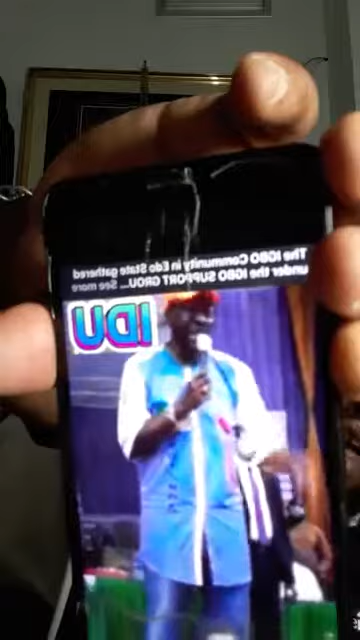 The IGBO Community in Edo State gathered
under the IGBO SUPPORT GROU... See more
IDU